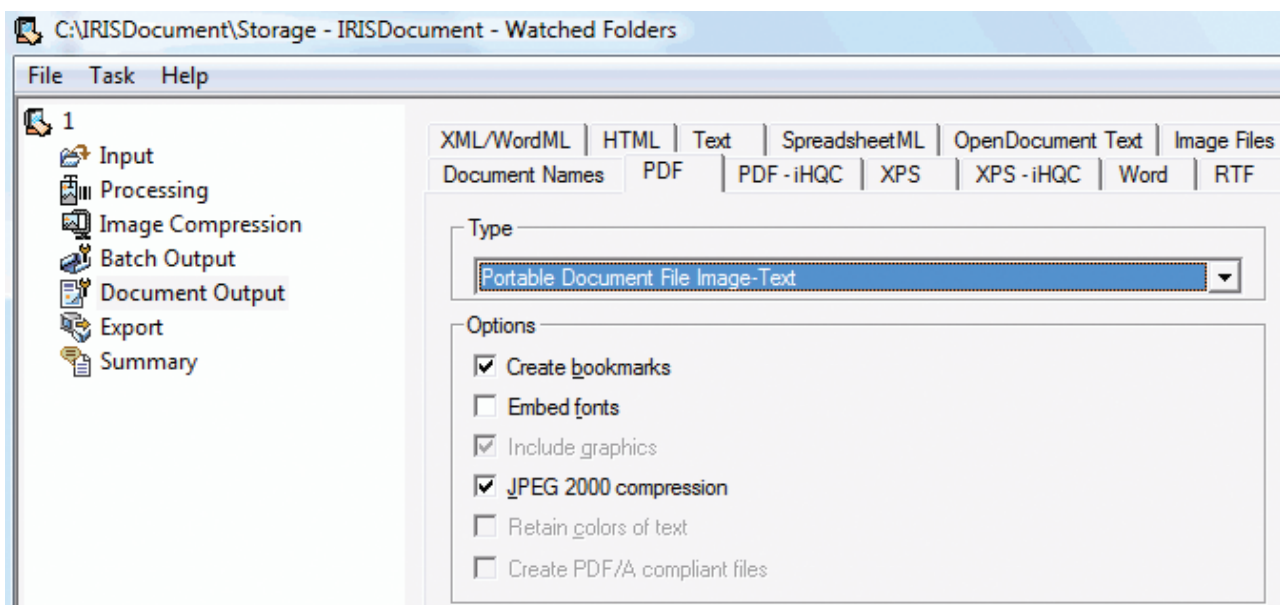 C:\IRISDocument\Storage - IRISDocument - Watched Folders
File Task Help
1
Input
Processing
Image Compression
Batch Output
Document Output
Export
Summary
XML/WordML HTML Text SpreadsheetML OpenDocument Text Image Files
Document Names PDF PDF - iHQC XPS XPS - iHQC Word RTF
Type
Portable Document File Image-Text
Options
Create bookmarks
Embed fonts
Include graphics
JPEG 2000 compression
Retain colors of text
Create PDF/A compliant files